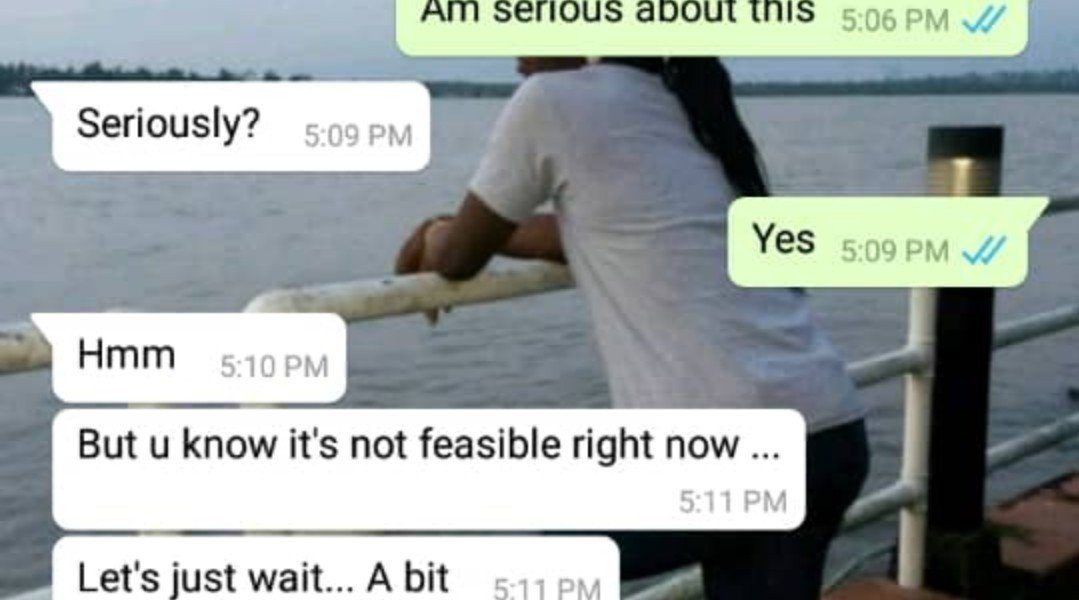 Am serious about this 5:06 PM
Seriously? 5:09 PM
Yes 5:09 PM
Hmm 5:10 PM
But u know it's not feasible right now ...
5:11 PM
Let's just wait... A bit 5:11 PM